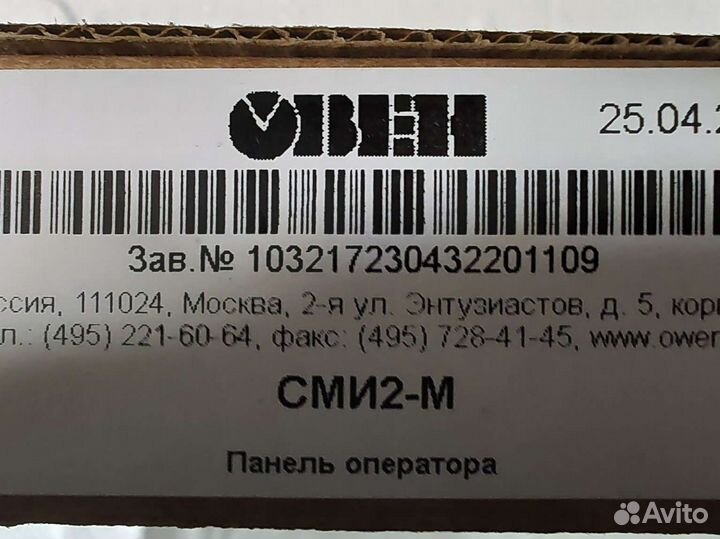 ОВЕН
25.04.2
Зав.№ 103217230432201109
ссия, 111024, Москва, 2-я ул. Энтузиастов, д. 5, кор
л.: (495) 221-60-64, факс: (495) 728-41-45, www.owen
СМИ2-М
Панель оператора
Avito